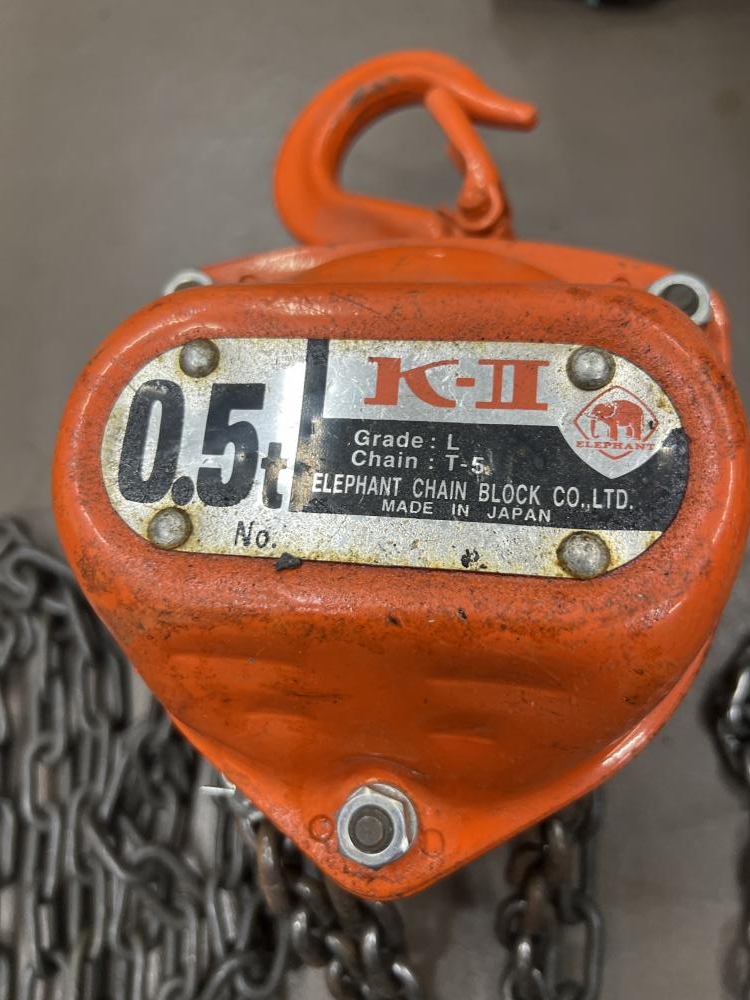 0.5t
No.
K-II
Grade: L
Chain: T-5
ELEPHANT CHAIN BLOCK CO.,LTD.
MADE IN JAPAN
ELEPHANT